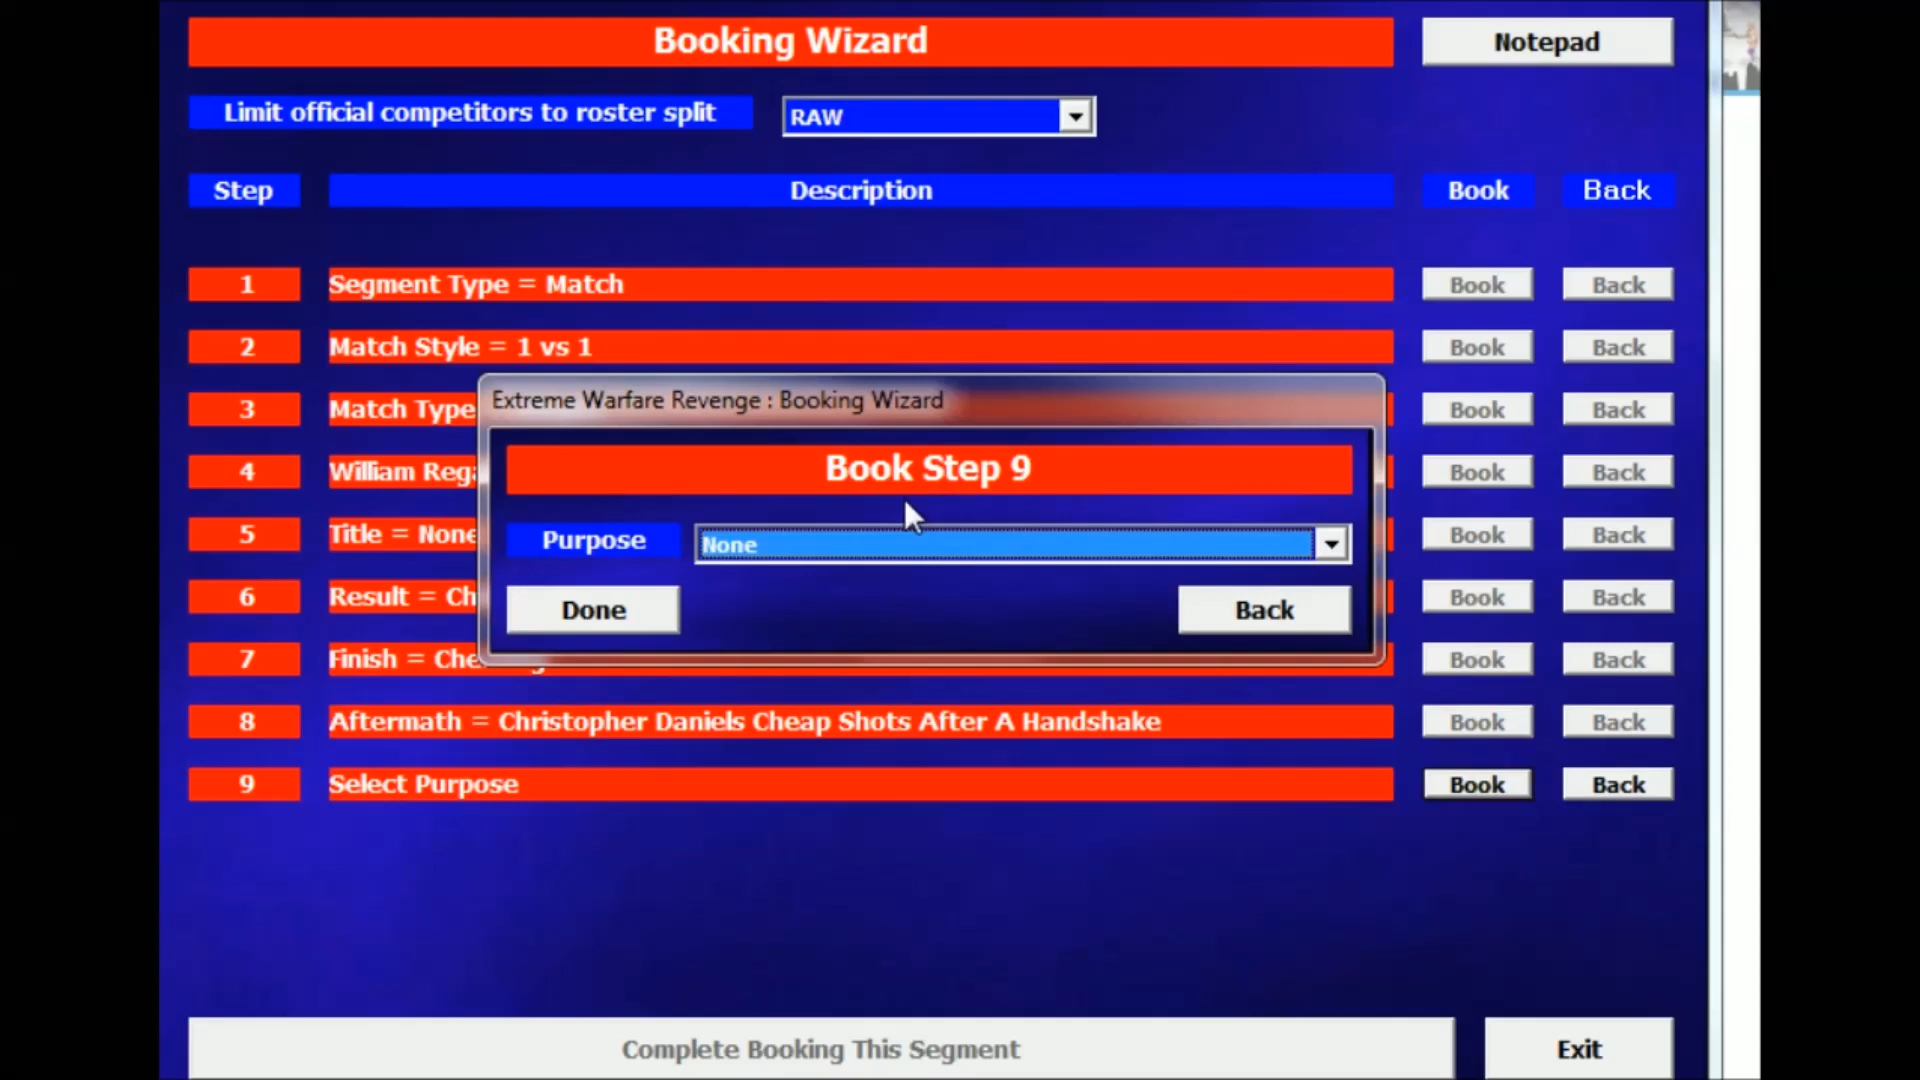 Booking Wizard
Notepad
Limit official competitors to roster split
RAW
Step
Description
Book
Back
1
Segment Type = Match
Book
Back
2
Match Style = 1 vs 1
Book
Back
3
Match Type
Book
Back
4
William
Book
Back
5
Title = None
Book
Back
6
Result =
Book
Back
7
Finish =
Book
Back
8
Aftermath = Christopher Daniels Cheap Shots After A Handshake
Book
Back
9
Select Purpose
Book
Back
Extreme Warfare Revenge : Booking Wizard
Book Step 9
Purpose
None
Done
Back
Complete Booking This Segment
Exit